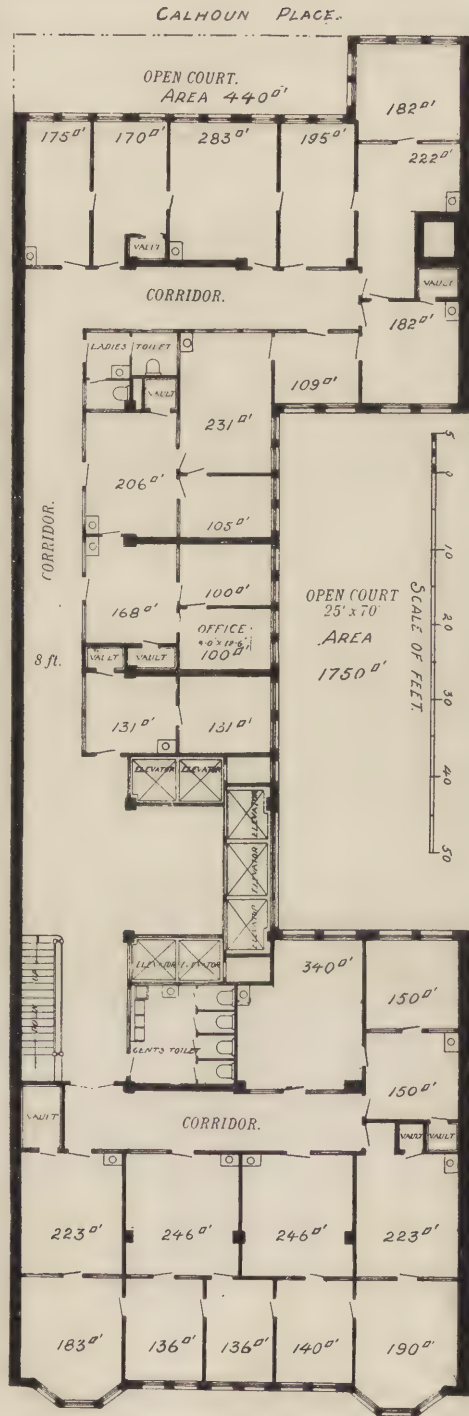 CALHOUN PLACE.
OPEN COURT.
AREA 440□'
182□'
175□' 170□' 283□' 195□' 222□'
VAULT
VAULT
CORRIDOR.
182□'
LADIES TOILET
109□'
VAULT
231□'
206□'
105□'
5
0
10
20
30
40
50
SCALE OF FEET.
CORRIDOR.
OPEN COURT
25' x 70'
AREA
1750□'
168□' 100□'
OFFICE
100□'
8 ft.
VAULT VAULT
131□' 131□'
ELEVATOR ELEVATOR
ELEVATOR
ELEVATOR
ELEVATOR
ELEVATOR ELEVATOR
340□'
150□'
UP
DOWN
GENTS TOILET
150□'
VAULT
CORRIDOR.
VAULT VAULT
223□' 246□' 246□' 223□'
183□' 136□' 136□' 140□' 190□'